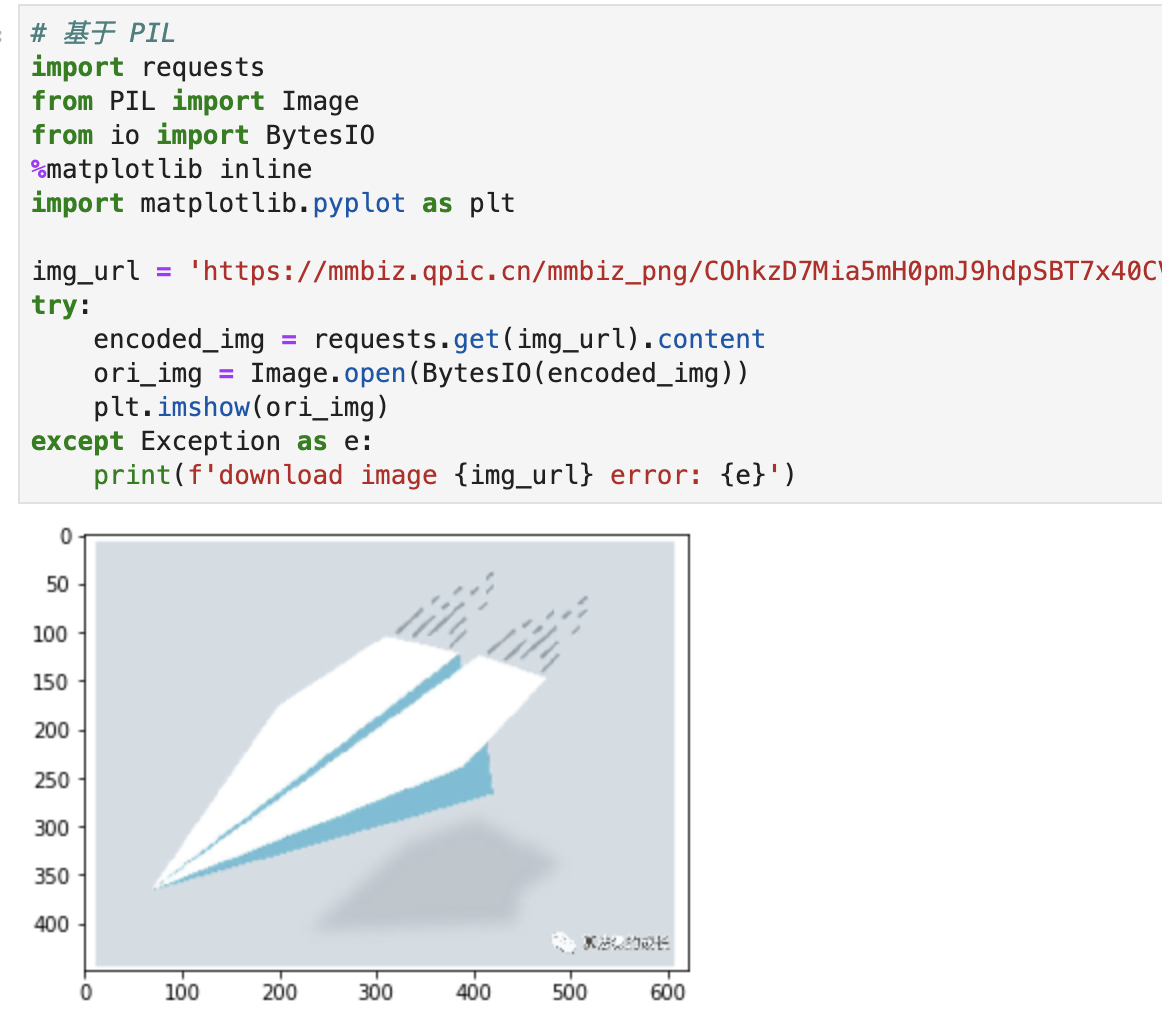 # 基于 PIL
import requests
from PIL import Image
from io import BytesIO
%matplotlib inline
import matplotlib.pyplot as plt
img_url = 'https://mmbiz.qpic.cn/mmbiz_png/COhkzD7Mia5mH0pmJ9hdpSBT7x40C
try:
    encoded_img = requests.get(img_url).content
    ori_img = Image.open(BytesIO(encoded_img))
    plt.imshow(ori_img)
except Exception as e:
    print(f'download image {img_url} error: {e}')
0
50
100
150
200
250
300
350
400
0 100 200 300 400 500 600